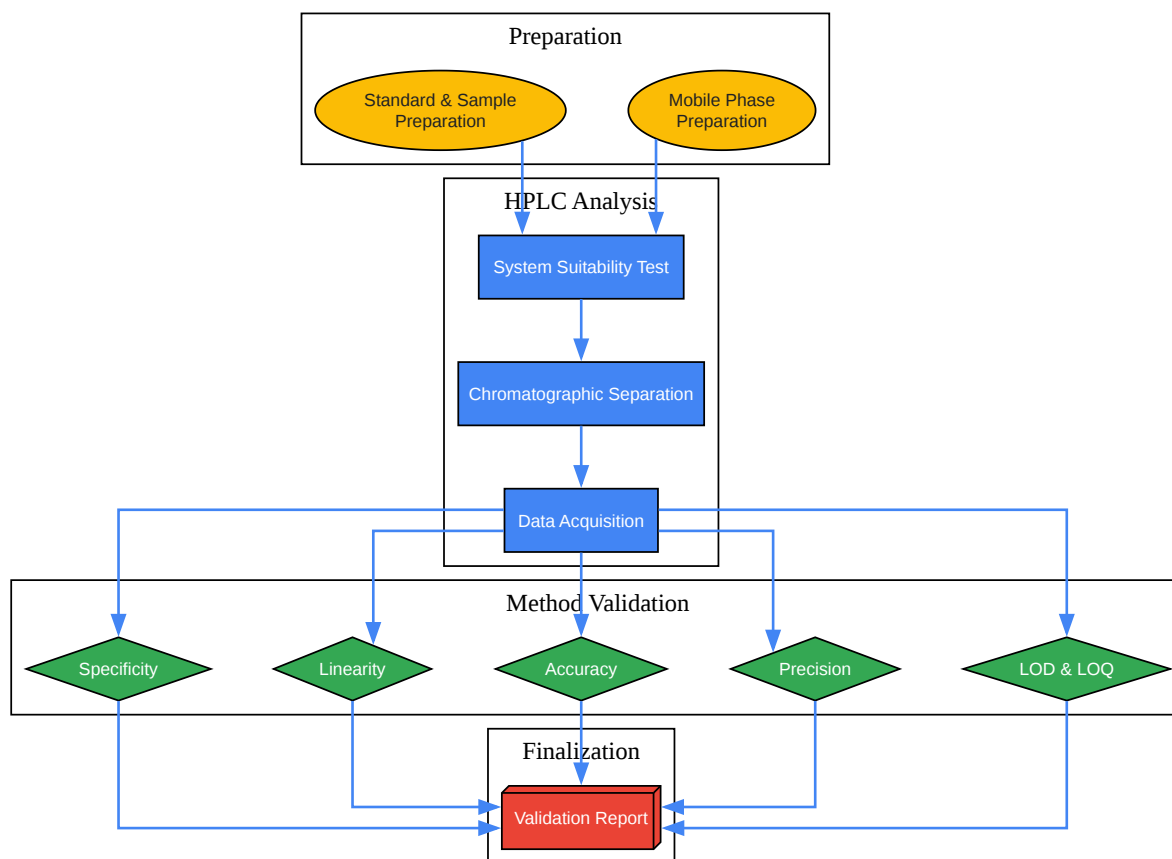 Preparation
Standard & Sample
Preparation
Mobile Phase
Preparation
HPLC Analysis
System Suitability Test
Chromatographic Separation
Data Acquisition
Method Validation
Specificity
Linearity
Accuracy
Precision
LOD & LOQ
Finalization
Validation Report